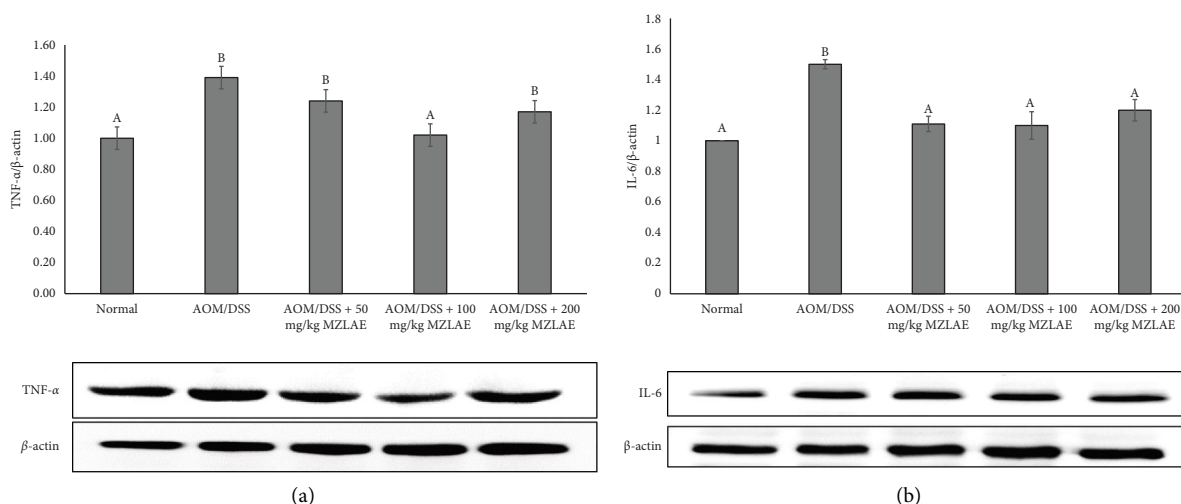 TNF-α/β-actin
1.60
1.40
1.20
1.00
0.80
0.60
0.40
0.20
0.00
A
B
B
A
B
Normal
AOM/DSS
AOM/DSS + 50
mg/kg MZLAE
AOM/DSS + 100
mg/kg MZLAE
AOM/DSS + 200
mg/kg MZLAE
TNF-α
β-actin
(a)
IL-6/β-actin
1.8
1.6
1.4
1.2
1
0.8
0.6
0.4
0.2
0
A
B
A
A
A
Normal
AOM/DSS
AOM/DSS + 50
mg/kg MZLAE
AOM/DSS + 100
mg/kg MZLAE
AOM/DSS + 200
mg/kg MZLAE
IL-6
β-actin
(b)